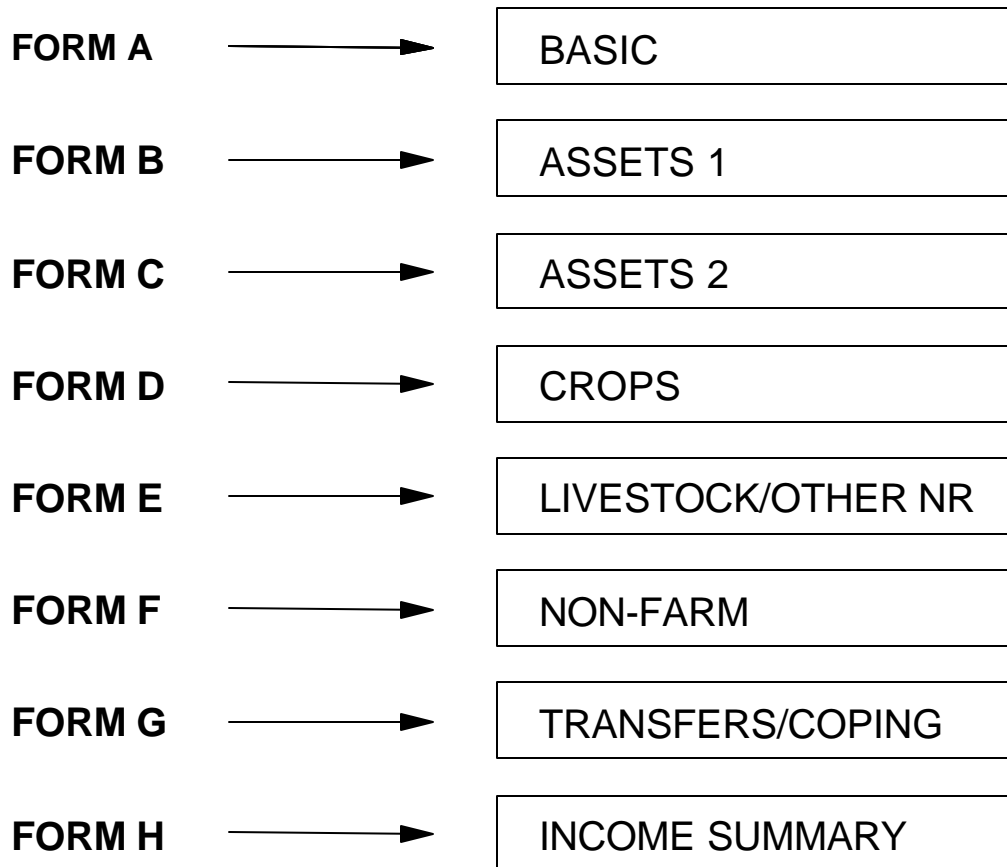 FORM A BASIC
FORM B ASSETS 1
FORM C ASSETS 2
FORM D CROPS
FORM E LIVESTOCK/OTHER NR
FORM F NON-FARM
FORM G TRANSFERS/COPING
FORM H INCOME SUMMARY